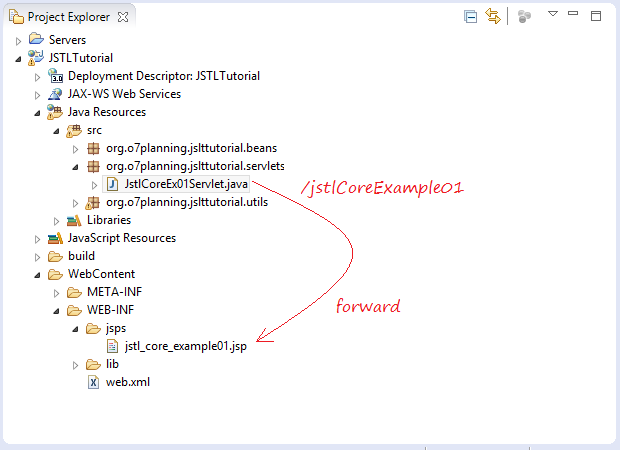 Project Explorer
Servers
JSTLTutorial
3.0 Deployment Descriptor: JSTLTutorial
JAX-WS Web Services
Java Resources
src
org.o7planning.jslttutorial.beans
org.o7planning.jslttutorial.servlets
JstlCoreEx01Servlet.java
/jstlCoreExample01
org.o7planning.jslttutorial.utils
Libraries
JavaScript Resources
build
WebContent
META-INF
forward
WEB-INF
jsps
jstl_core_example01.jsp
lib
web.xml